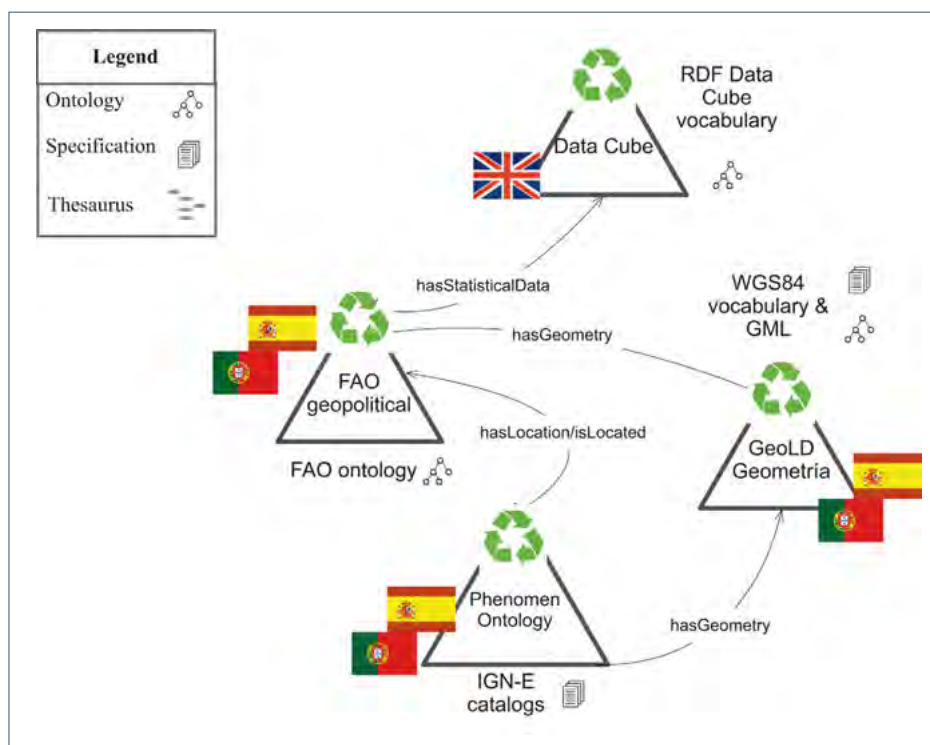 Legend
Ontology
Specification
Thesaurus
RDF Data
Cube
vocabulary
Data Cube
hasStatisticalData
WGS84
vocabulary &
GML
hasGeometry
FAO
geopolitical
hasLocation/isLocated
GeoLD
Geometría
FAO ontology
Phenomen
Ontology
hasGeometry
IGN-E
catalogs